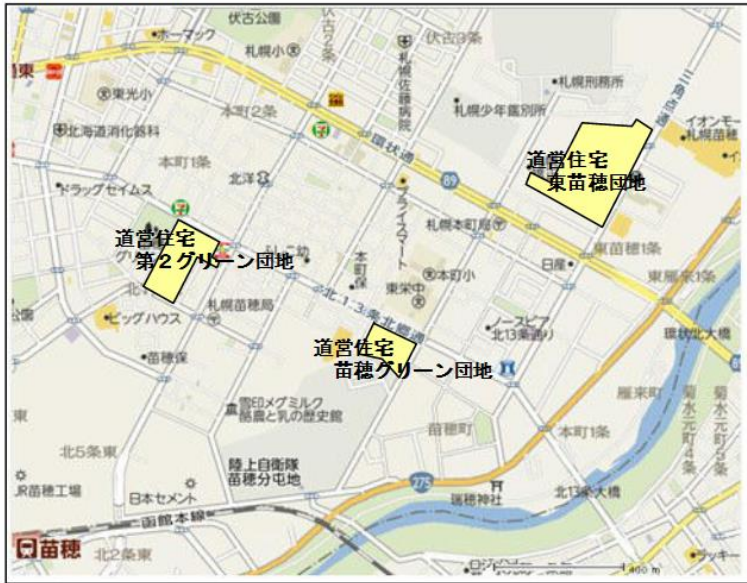 伏古公園
ホーマック
札幌小
伏古2条
伏古3条
札幌佐藤病院
札幌刑務所
札幌少年鑑別所
三角点通
イオンモー
札幌苗穂
東光小
本町2条
環状通
北海道消化器科
本町1条
89
道営住宅
東苗穂団地
ドラッグセイムス
北洋
プライスマート
札幌本町局
東苗穂1条
道営住宅
第2グリーン団地
本町保
本町小
東栄中
日産
東雁来1条
北13条北郷通
札幌苗穂局
ビッグハウス
ノースピア
北13条通り
環状北大橋
道営住宅
苗穂グリーン団地
苗穂保
雁来町
菊水元町4条
菊水元町5条
雪印メグミルク
酪農と乳の歴史館
苗穂町
本町1条
北5条東
陸上自衛隊
苗穂分屯地
275
瑞穂神社
北13条大橋
JR苗穂工場
日本セメント
函館本線
苗穂
北2条東
ラッキー
400 m